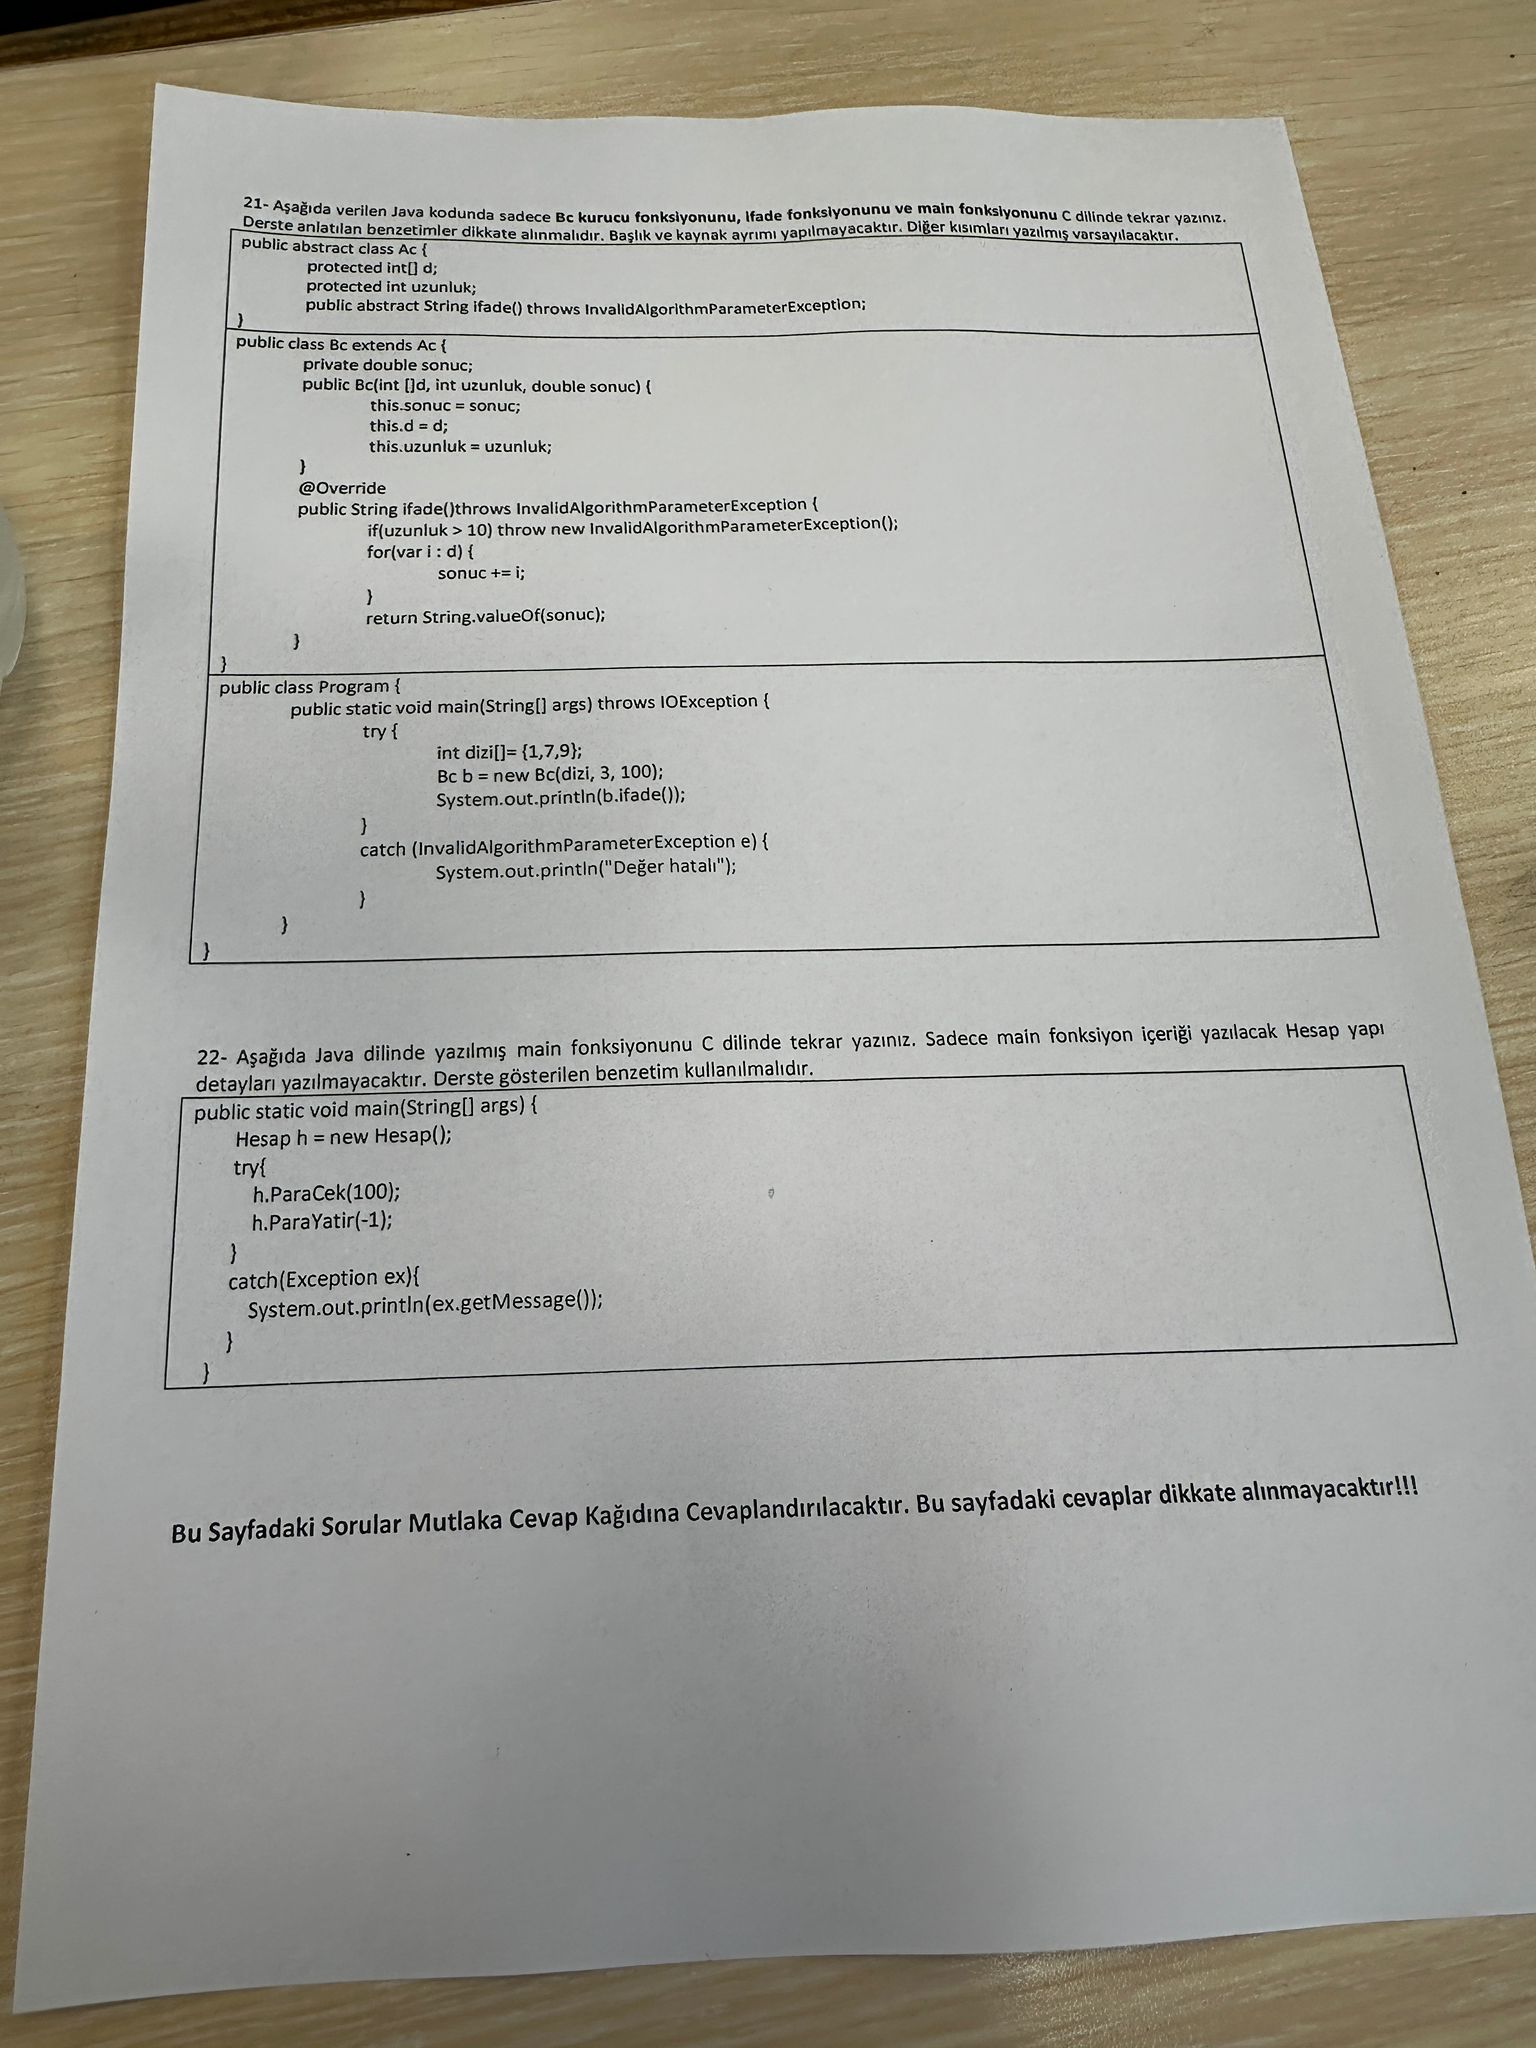 21- Aşağıda verilen Java kodunda sadece Bc kurucu fonksiyonunu, ifade fonksiyonunu ve main fonksiyonunu C dilinde tekrar yazınız.
Derste anlatılan benzetimler dikkate alınmalıdır. Başlık ve kaynak ayrımı yapılmayacaktır. Diğer kısımları yazılmış varsayılacaktır.
public abstract class Ac {
protected int[] d;
protected int uzunluk;
public abstract String ifade() throws InvalidAlgorithmParameterException;
}
public class Bc extends Ac {
private double sonuc;
public Bc(int []d, int uzunluk, double sonuc) {
this.sonuc = sonuc;
this.d = d;
this.uzunluk = uzunluk;
}
@Override
public String ifade()throws InvalidAlgorithmParameterException {
if(uzunluk > 10) throw new InvalidAlgorithmParameterException();
for(var i : d) {
sonuc += i;
}
return String.valueOf(sonuc);
}
}
public class Program {
public static void main(String[] args) throws IOException {
try {
int dizi[]= {1,7,9};
Bc b = new Bc(dizi, 3, 100);
System.out.println(b.ifade());
}
catch (InvalidAlgorithmParameterException e) {
System.out.println("Değer hatalı");
}
}
}
22- Aşağıda Java dilinde yazılmış main fonksiyonunu C dilinde tekrar yazınız. Sadece main fonksiyon içeriği yazılacak Hesap yapı
detayları yazılmayacaktır. Derste gösterilen benzetim kullanılmalıdır.
public static void main(String[] args) {
Hesap h = new Hesap();
try{
h.ParaCek(100);
h.ParaYatir(-1);
}
catch(Exception ex){
System.out.println(ex.getMessage());
}
}
Bu Sayfadaki Sorular Mutlaka Cevap Kağıdına Cevaplandırılacaktır. Bu sayfadaki cevaplar dikkate alınmayacaktır!!!